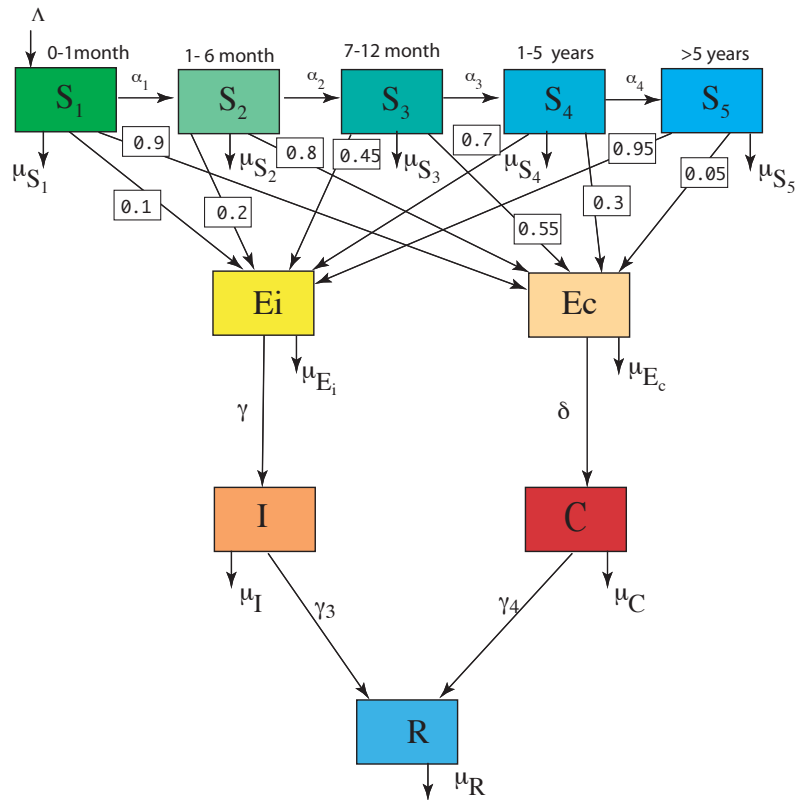 Λ
0-1month
1- 6 month
7-12 month
1-5 years
>5 years
S₁
α₁
S₂
α₂
S₃
α₃
S₄
α₄
S₅
μS₁
0.9
μS₂
0.8
0.45
μS₃
0.7
μS₄
0.95
0.05
μS₅
0.1
0.2
0.55
0.3
Ei
Ec
μEᵢ
μE꜀
γ
δ
I
C
μI
γ₃
γ₄
μC
R
μR